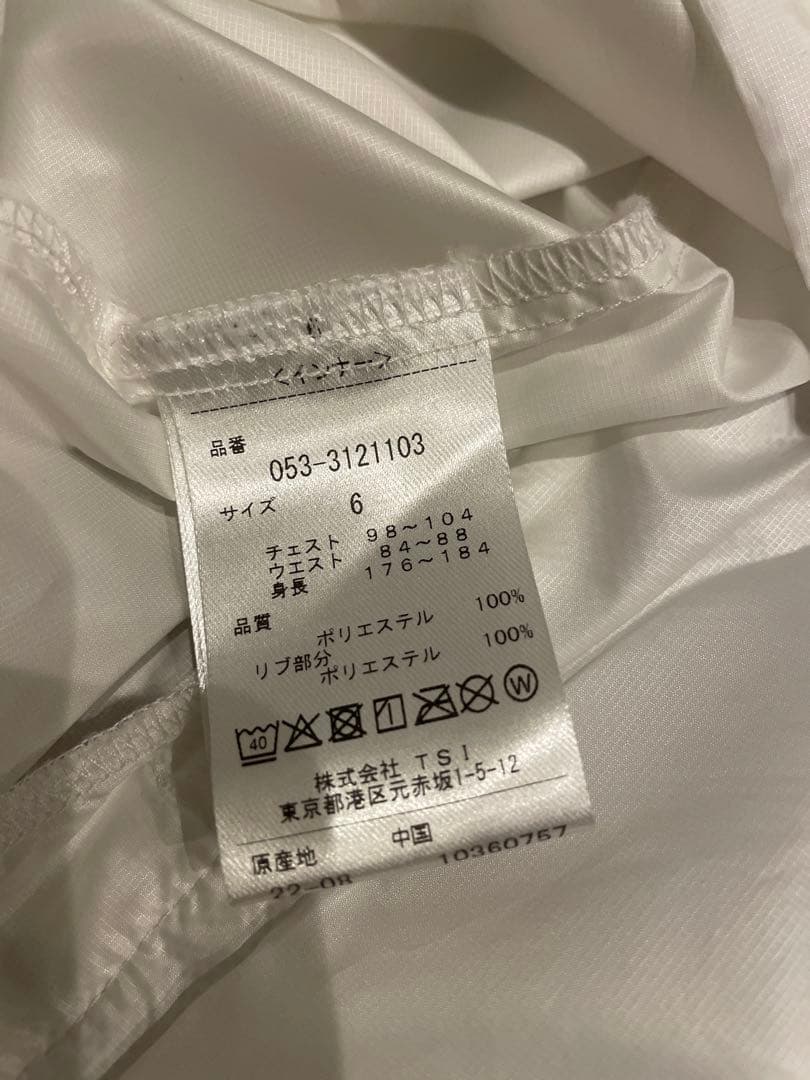 <インナー>
品番 053-3121103
サイズ 6
チェスト 98～104
ウエスト 84～88
身長 176～184
品質
ポリエステル 100%
リブ部分
ポリエステル 100%
40 W
株式会社 TSI
東京都港区元赤坂1-5-12
原産地 中国
22-08 10360757